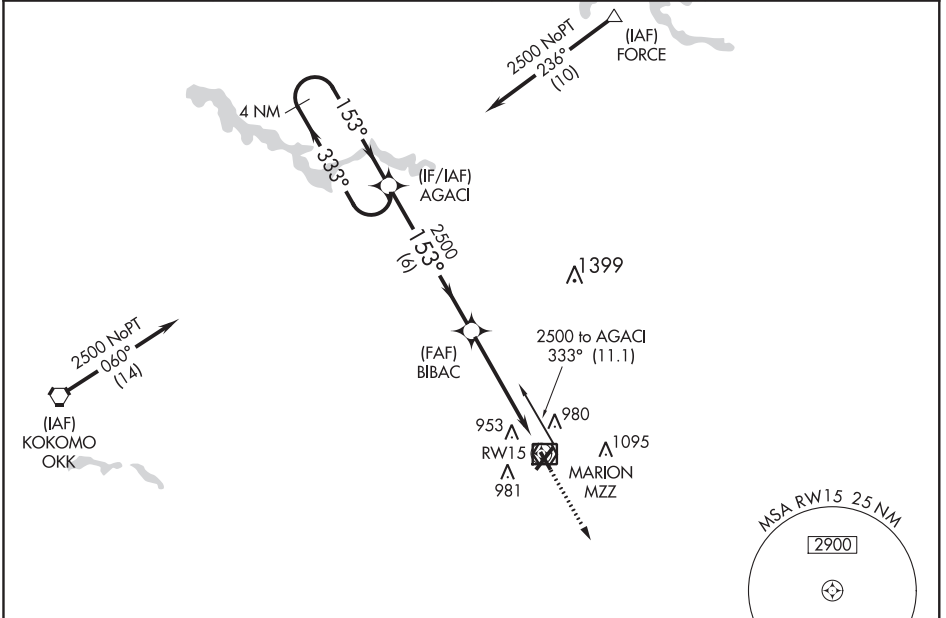 2500 NoPT
236°
(10)
(IAF)
FORCE
4 NM
153°
333°
(IF/IAF)
AGACI
2500
153°
(6)
1399
2500 NoPT
060°
(14)
(IAF)
KOKOMO
OKK
(FAF)
BIBAC
2500 to AGACI
333° (11.1)
953
980
RW15
1095
981
MARION
MZZ
MSA RW15 25 NM
2900